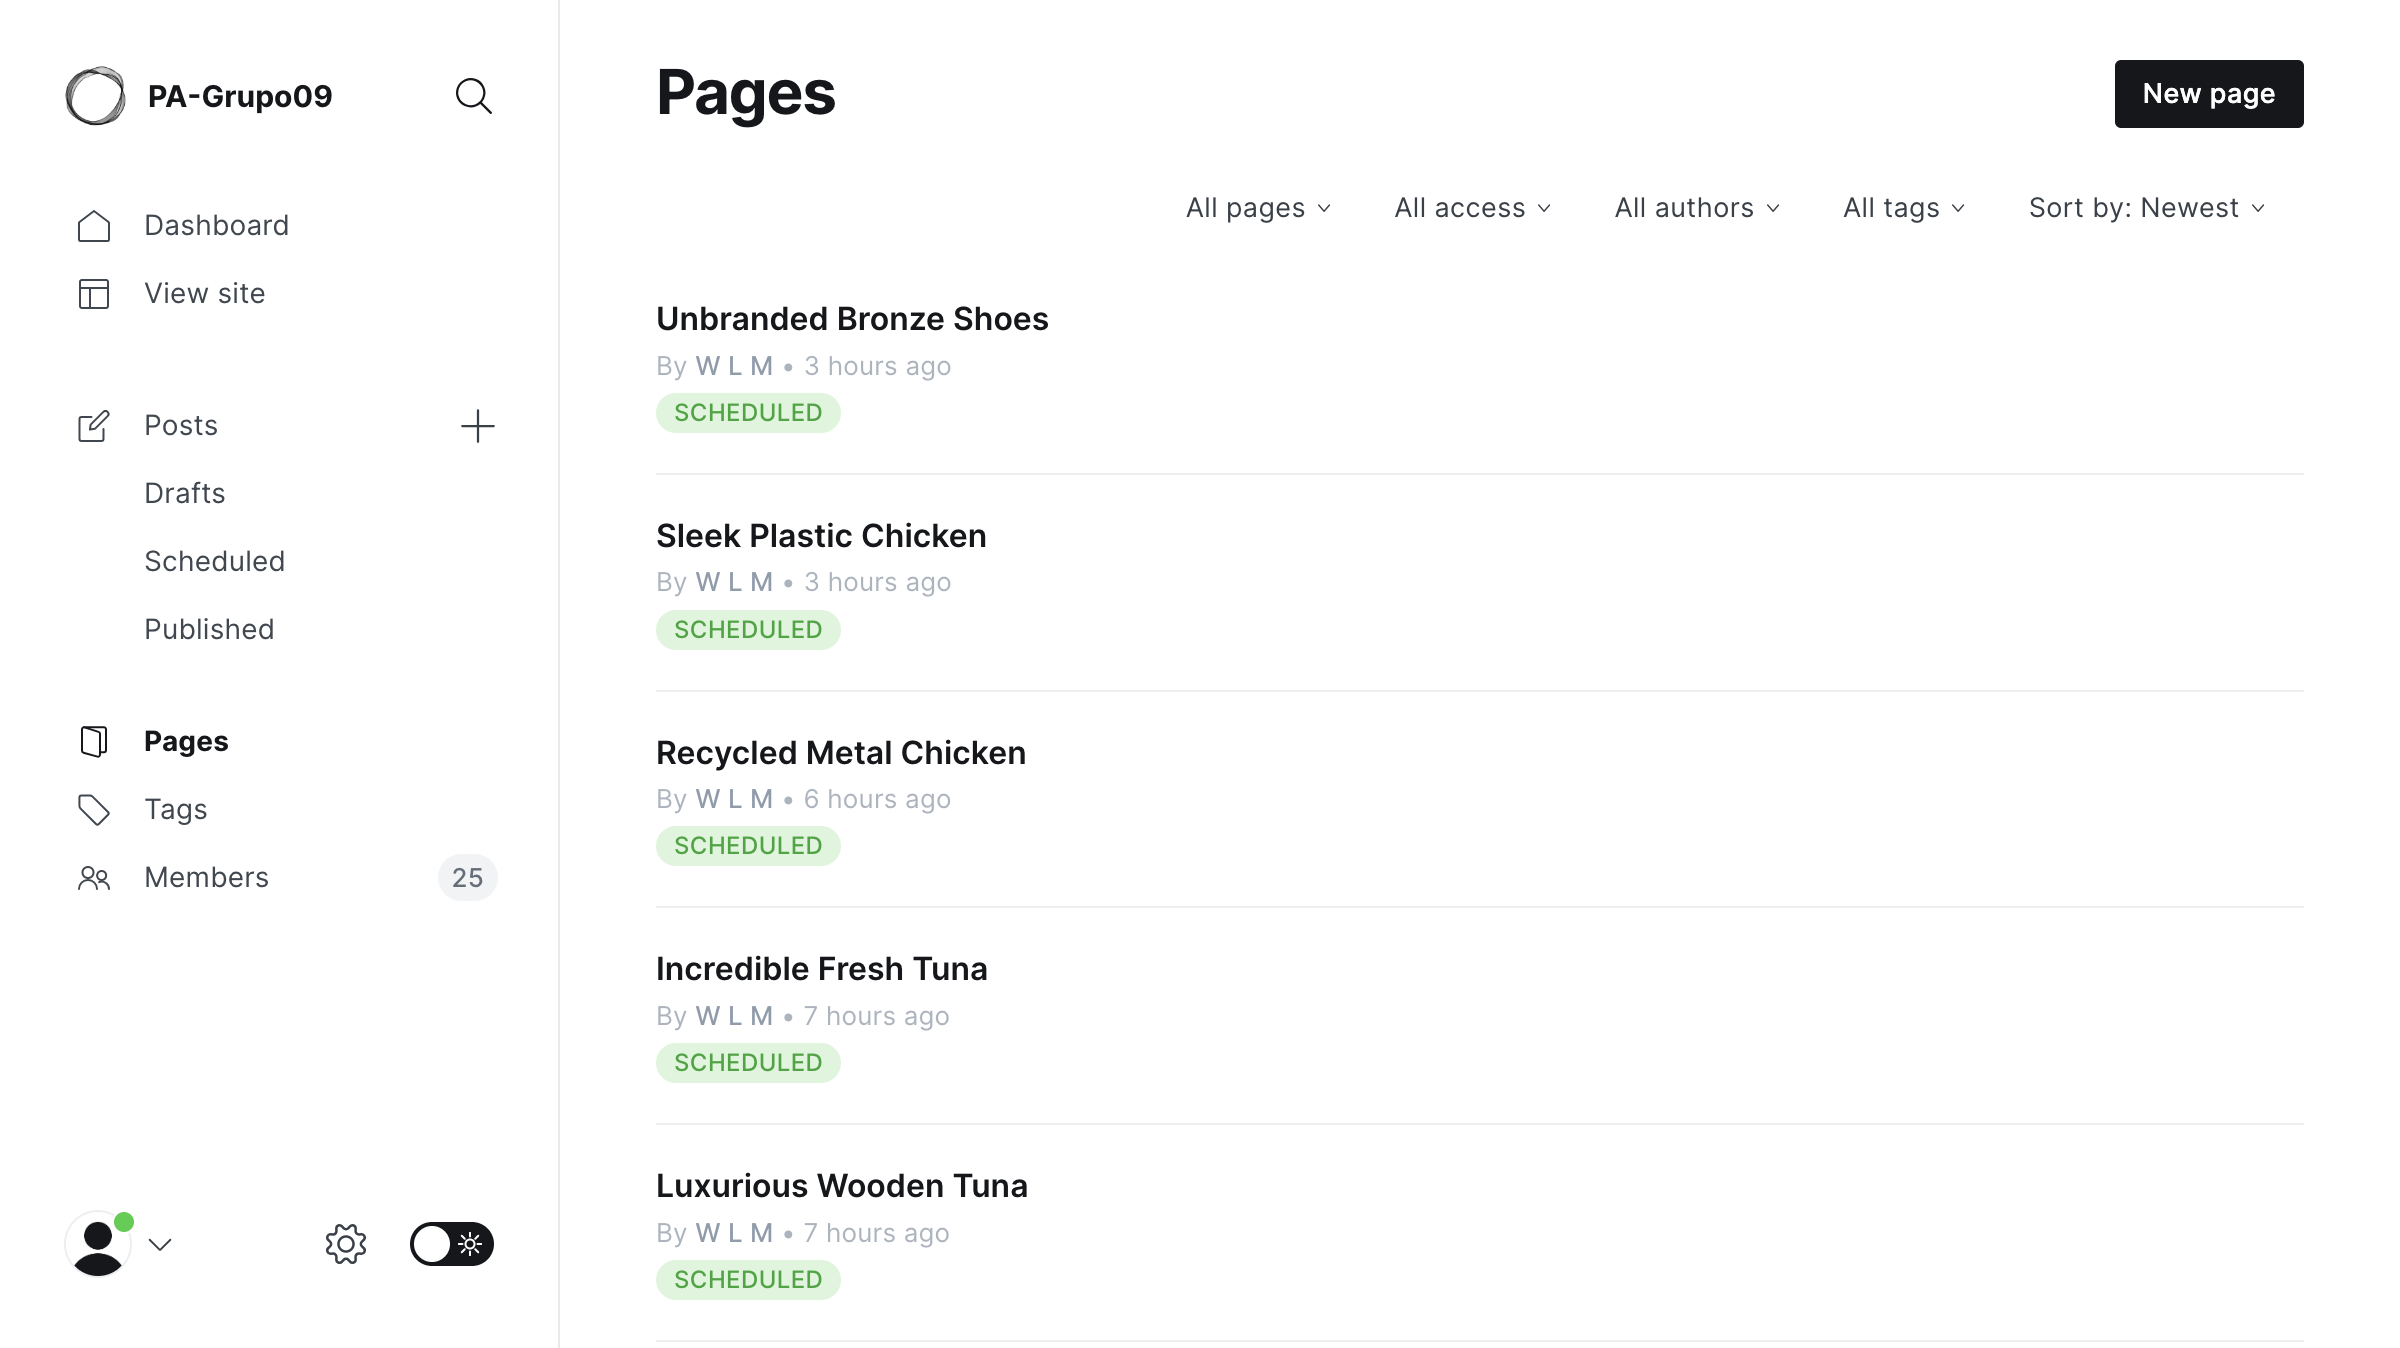 PA-Grupo09
Dashboard
View site
Posts
Drafts
Scheduled
Published
Pages
Tags
Members 25
Pages
New page
All pages All access All authors All tags Sort by: Newest
Unbranded Bronze Shoes
By W L M • 3 hours ago
SCHEDULED
Sleek Plastic Chicken
By W L M • 3 hours ago
SCHEDULED
Recycled Metal Chicken
By W L M • 6 hours ago
SCHEDULED
Incredible Fresh Tuna
By W L M • 7 hours ago
SCHEDULED
Luxurious Wooden Tuna
By W L M • 7 hours ago
SCHEDULED